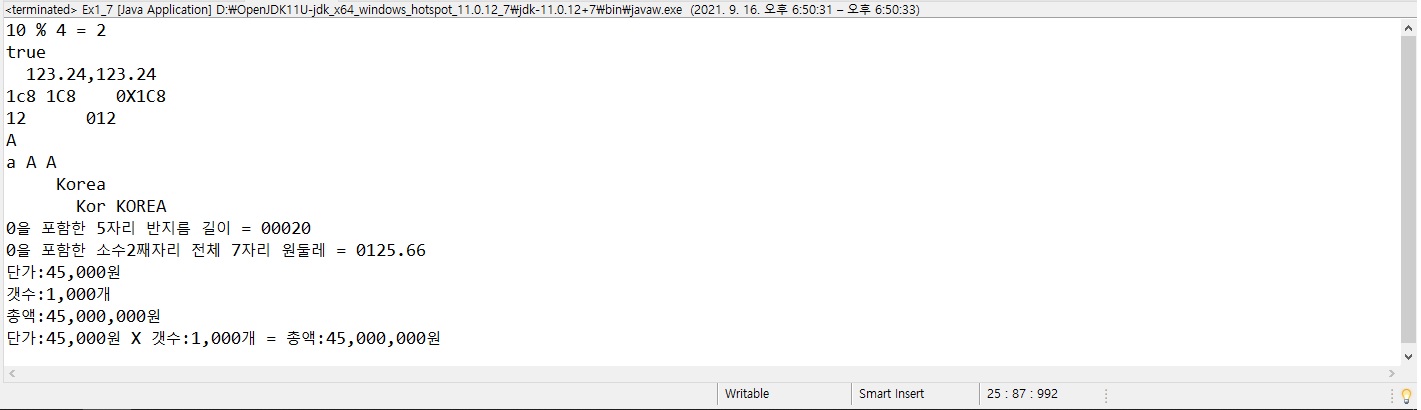 <terminated> Ex1_7 [Java Application] D:₩OpenJDK11U-jdk_x64_windows_hotspot_11.0.12_7₩jdk-11.0.12+7₩bin₩javaw.exe  (2021. 9. 16. 오후 6:50:31 – 오후 6:50:33)
10 % 4 = 2
true
  123.24,123.24
1c8 1C8     0X1C8
12      012
A
a A A
     Korea
       Kor KOREA
0을 포함한 5자리 반지름 길이 = 00020
0을 포함한 소수2째자리 전체 7자리 원둘레 = 0125.66
단가:45,000원
갯수:1,000개
총액:45,000,000원
단가:45,000원 X 갯수:1,000개 = 총액:45,000,000원
Writable Smart Insert 25 : 87 : 992